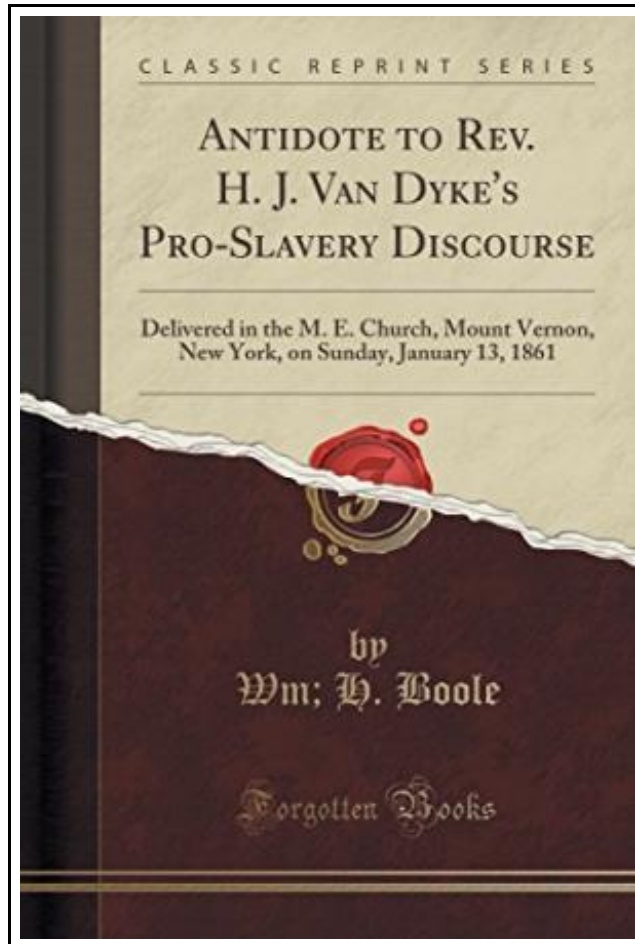 CLASSIC REPRINT SERIES
ANTIDOTE TO REV.
H. J. VAN DYKE'S
PRO-SLAVERY DISCOURSE
Delivered in the M. E. Church, Mount Vernon,
New York, on Sunday, January 13, 1861
by
Wm; H. Boole
Forgotten Books